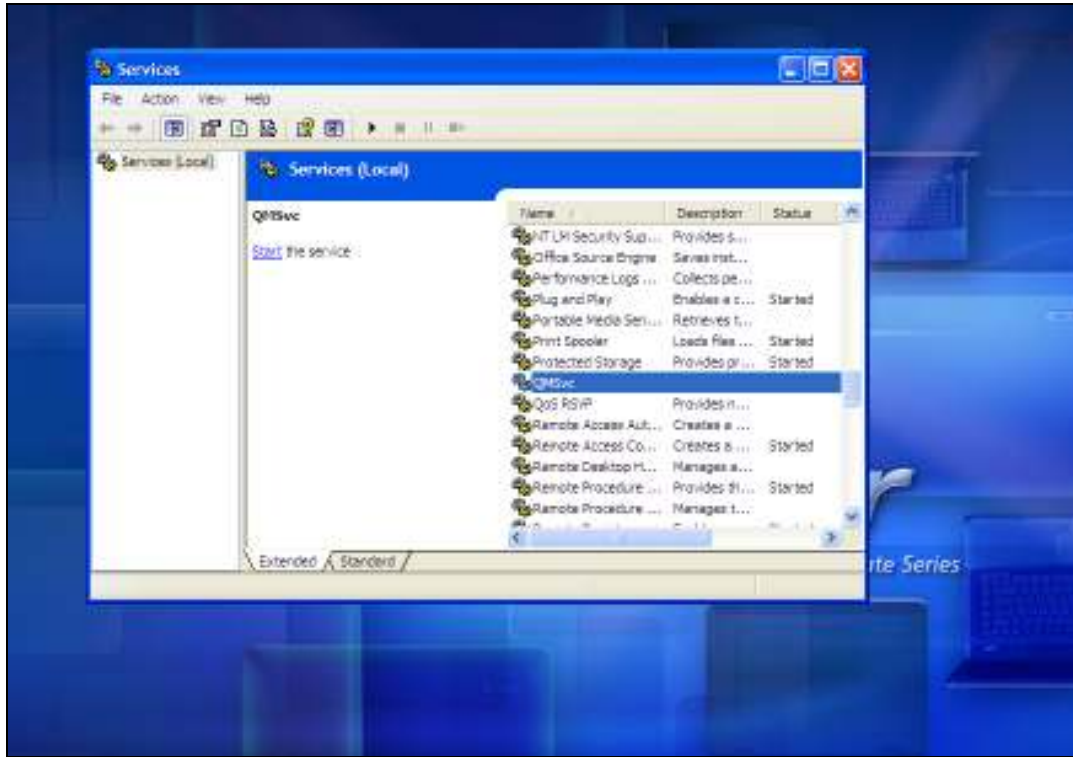 Services
File Action View Help
Services (Local)
Services (Local)
QMSvc
Start the service
Name Description Status
NT LM Security Sup... Provides s...
Office Source Engine Saves inst...
Performance Logs ... Collects pe...
Plug and Play Enables a c... Started
Portable Media Seri... Retrieves t...
Print Spooler Loads files ... Started
Protected Storage Provides pr... Started
QMSvc
QoS RSVP Provides n...
Remote Access Aut... Creates a ...
Remote Access Co... Creates a ... Started
Remote Desktop H... Manages a...
Remote Procedure ... Provides th... Started
Remote Procedure ... Manages t...
Extended Standard
Series